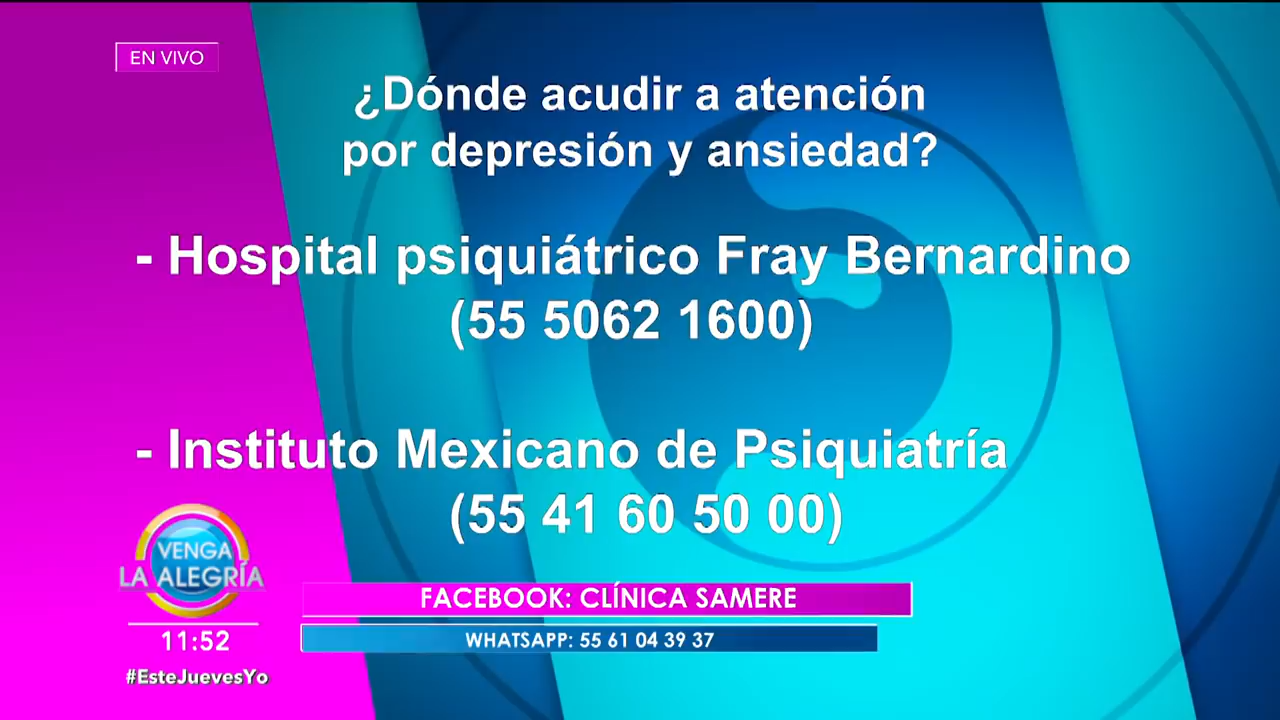 EN VIVO
¿Dónde acudir a atención
por depresión y ansiedad?
- Hospital psiquiátrico Fray Bernardino
(55 5062 1600)
- Instituto Mexicano de Psiquiatría
(55 41 60 50 00)
VENGA
LA ALEGRÍA
11:52
#EsteJuevesYo
FACEBOOK: CLÍNICA SAMERE
WHATSAPP: 55 61 04 39 37